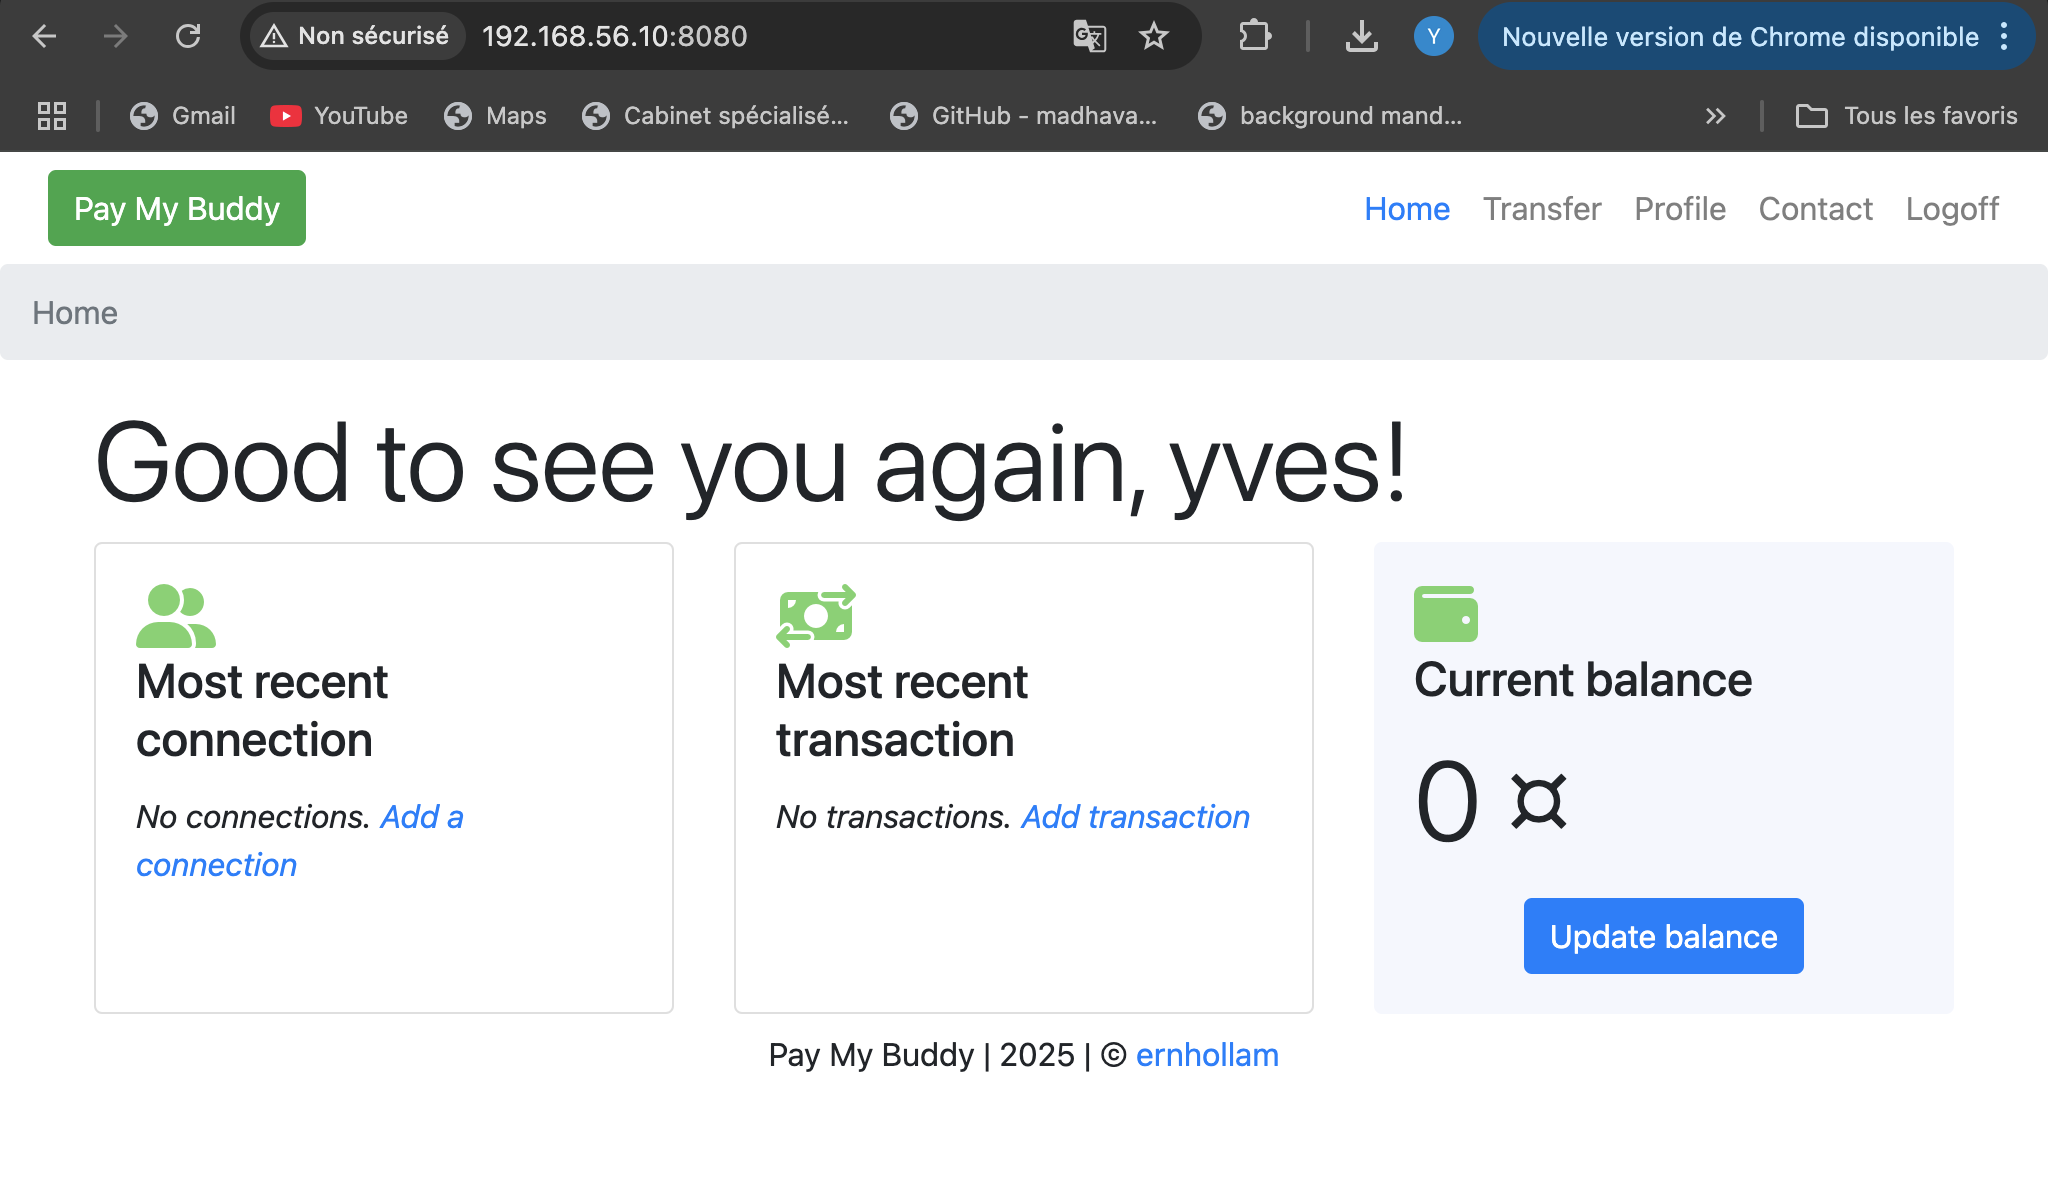 Non sécurisé 192.168.56.10:8080 Y Nouvelle version de Chrome disponible
Gmail YouTube Maps Cabinet spécialisé... GitHub - madhava... background mand... Tous les favoris
Pay My Buddy Home Transfer Profile Contact Logoff
Home
Good to see you again, yves!
Most recent
connection
No connections. Add a
connection
Most recent
transaction
No transactions. Add transaction
Current balance
0 ¤
Update balance
Pay My Buddy | 2025 | © ernhollam